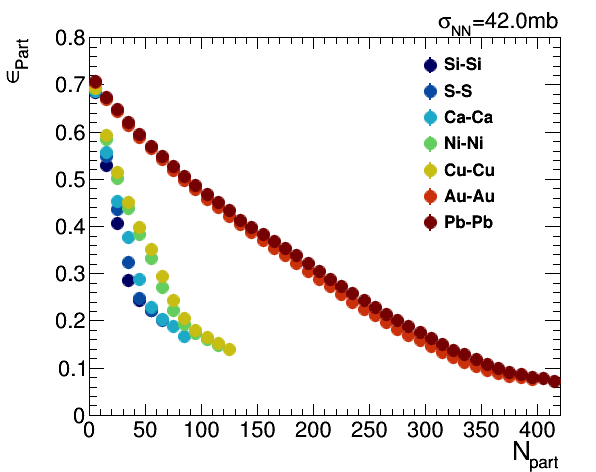 σNN=42.0mb
εPart
0.8
0.7
0.6
0.5
0.4
0.3
0.2
0.1
0
Si-Si
S-S
Ca-Ca
Ni-Ni
Cu-Cu
Au-Au
Pb-Pb
0 50 100 150 200 250 300 350 400
Npart